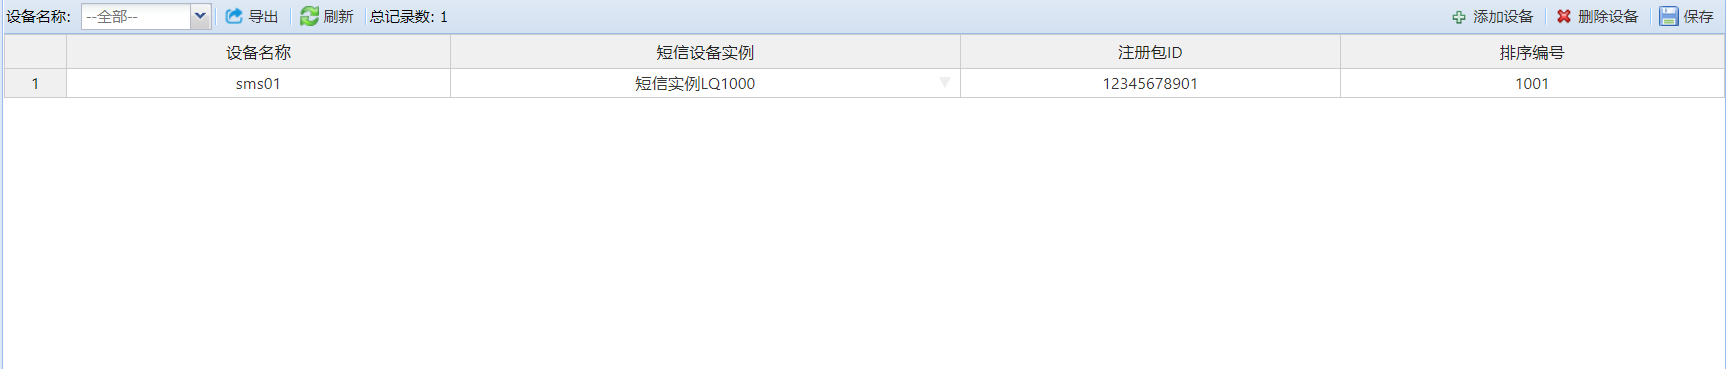 设备名称: --全部-- 导出 刷新 总记录数: 1 添加设备 删除设备 保存
设备名称 短信设备实例 注册包ID 排序编号
1 sms01 短信实例LQ1000 12345678901 1001